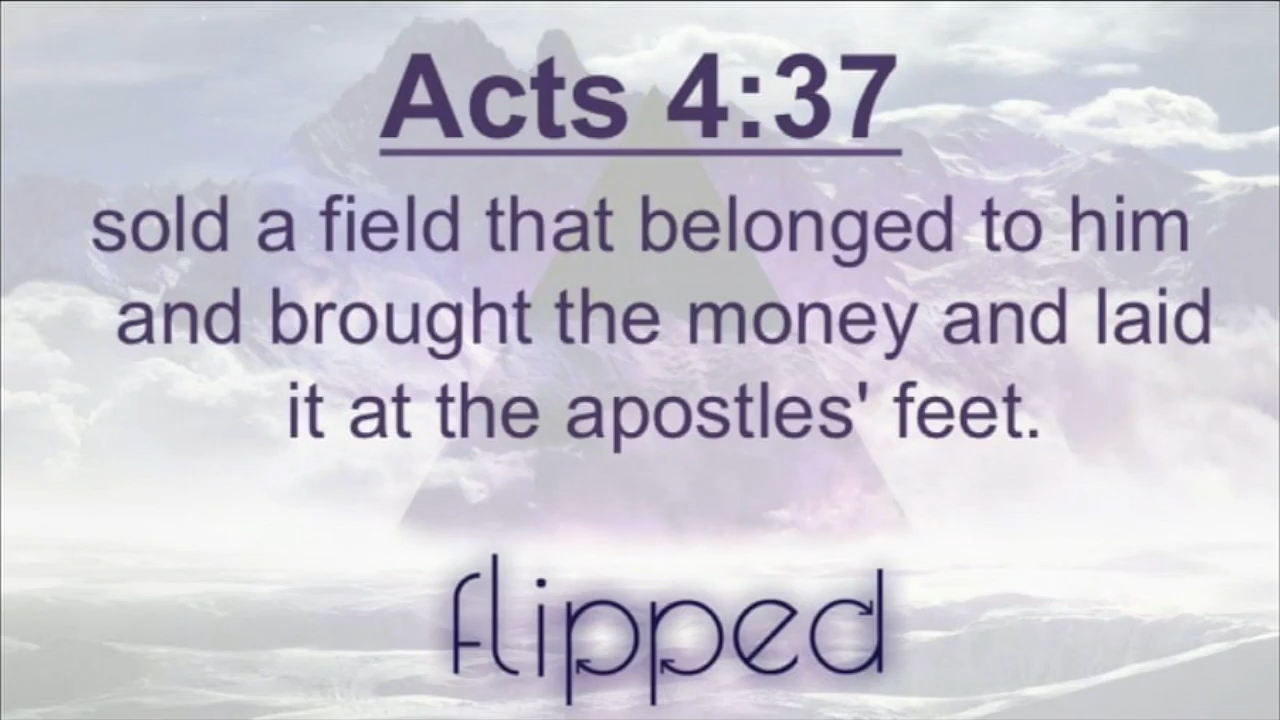 Acts 4:37
sold a field that belonged to him
and brought the money and laid
it at the apostles' feet.
flipped